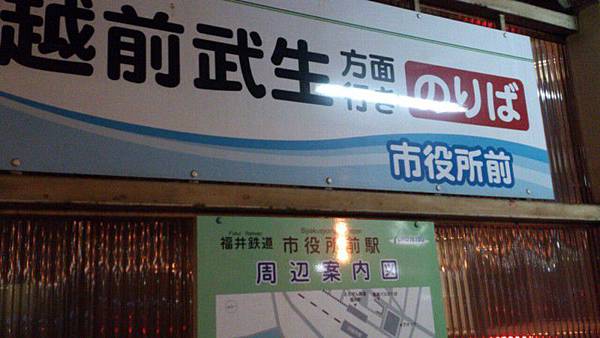 越前武生方面行きのりば
市役所前
福井鉄道 市役所前駅
周辺案内図